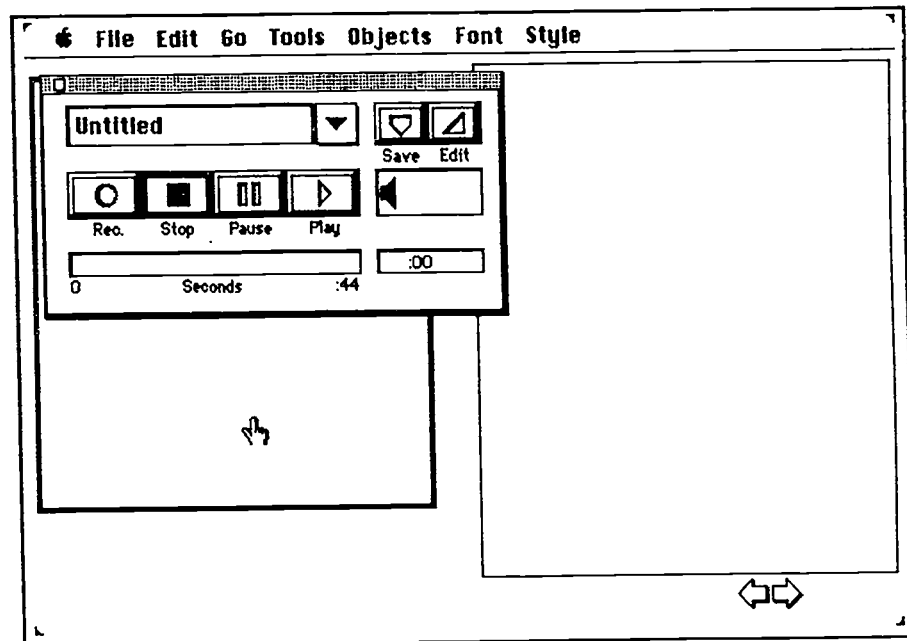 File Edit Go Tools Objects Font Style
Untitled
Save Edit
Rec. Stop Pause Play
:00
0 Seconds :44